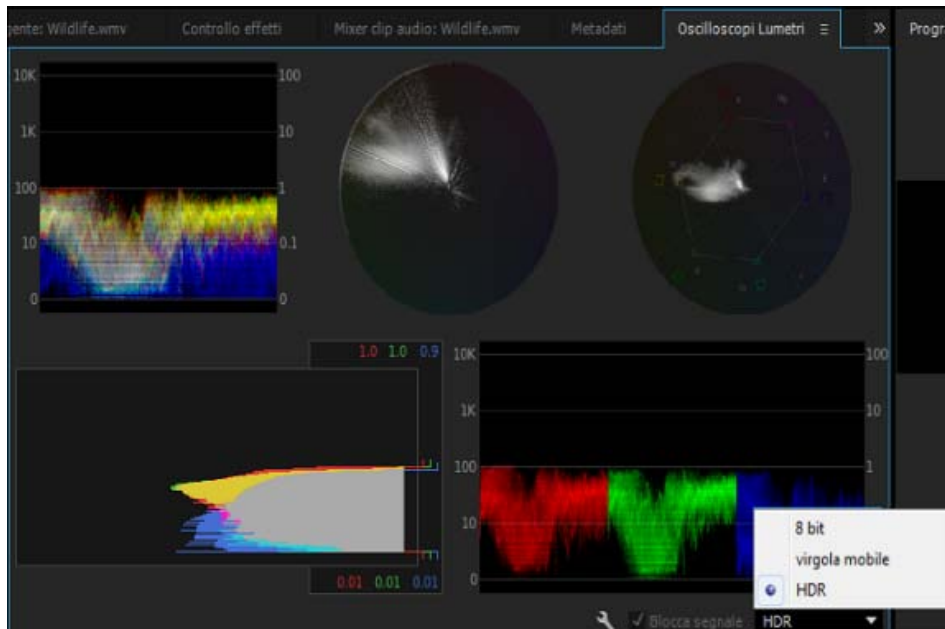 gente: Wildlife.wmv Controllo effetti Mixer clip audio: Wildlife.wmv Metadati Oscilloscopi Lumetri ≡ » Progr
10K 100
1K 10
100 1
10 0.1
0 0
1.0 1.0 0.9
10K 100
1K 10
100 1
10
0
0.01 0.01 0.01
8 bit
virgola mobile
HDR
Blocca segnale HDR